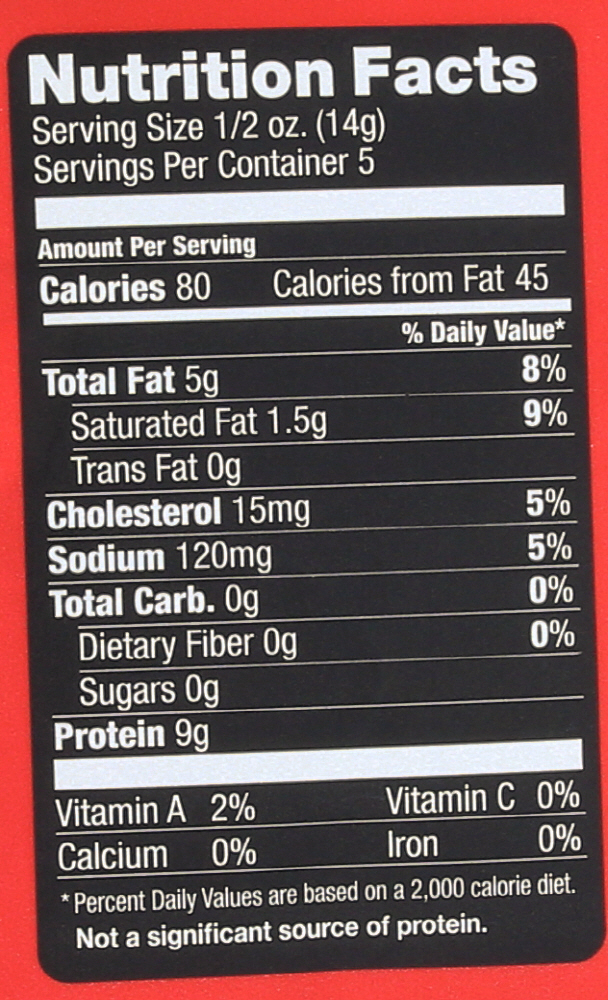 Nutrition Facts
Serving Size 1/2 oz. (14g)
Servings Per Container 5
Amount Per Serving
Calories 80 Calories from Fat 45
% Daily Value*
Total Fat 5g 8%
Saturated Fat 1.5g 9%
Trans Fat 0g
Cholesterol 15mg 5%
Sodium 120mg 5%
Total Carb. 0g 0%
Dietary Fiber 0g 0%
Sugars 0g
Protein 9g
Vitamin A 2% Vitamin C 0%
Calcium 0% Iron 0%
* Percent Daily Values are based on a 2,000 calorie diet.
Not a significant source of protein.